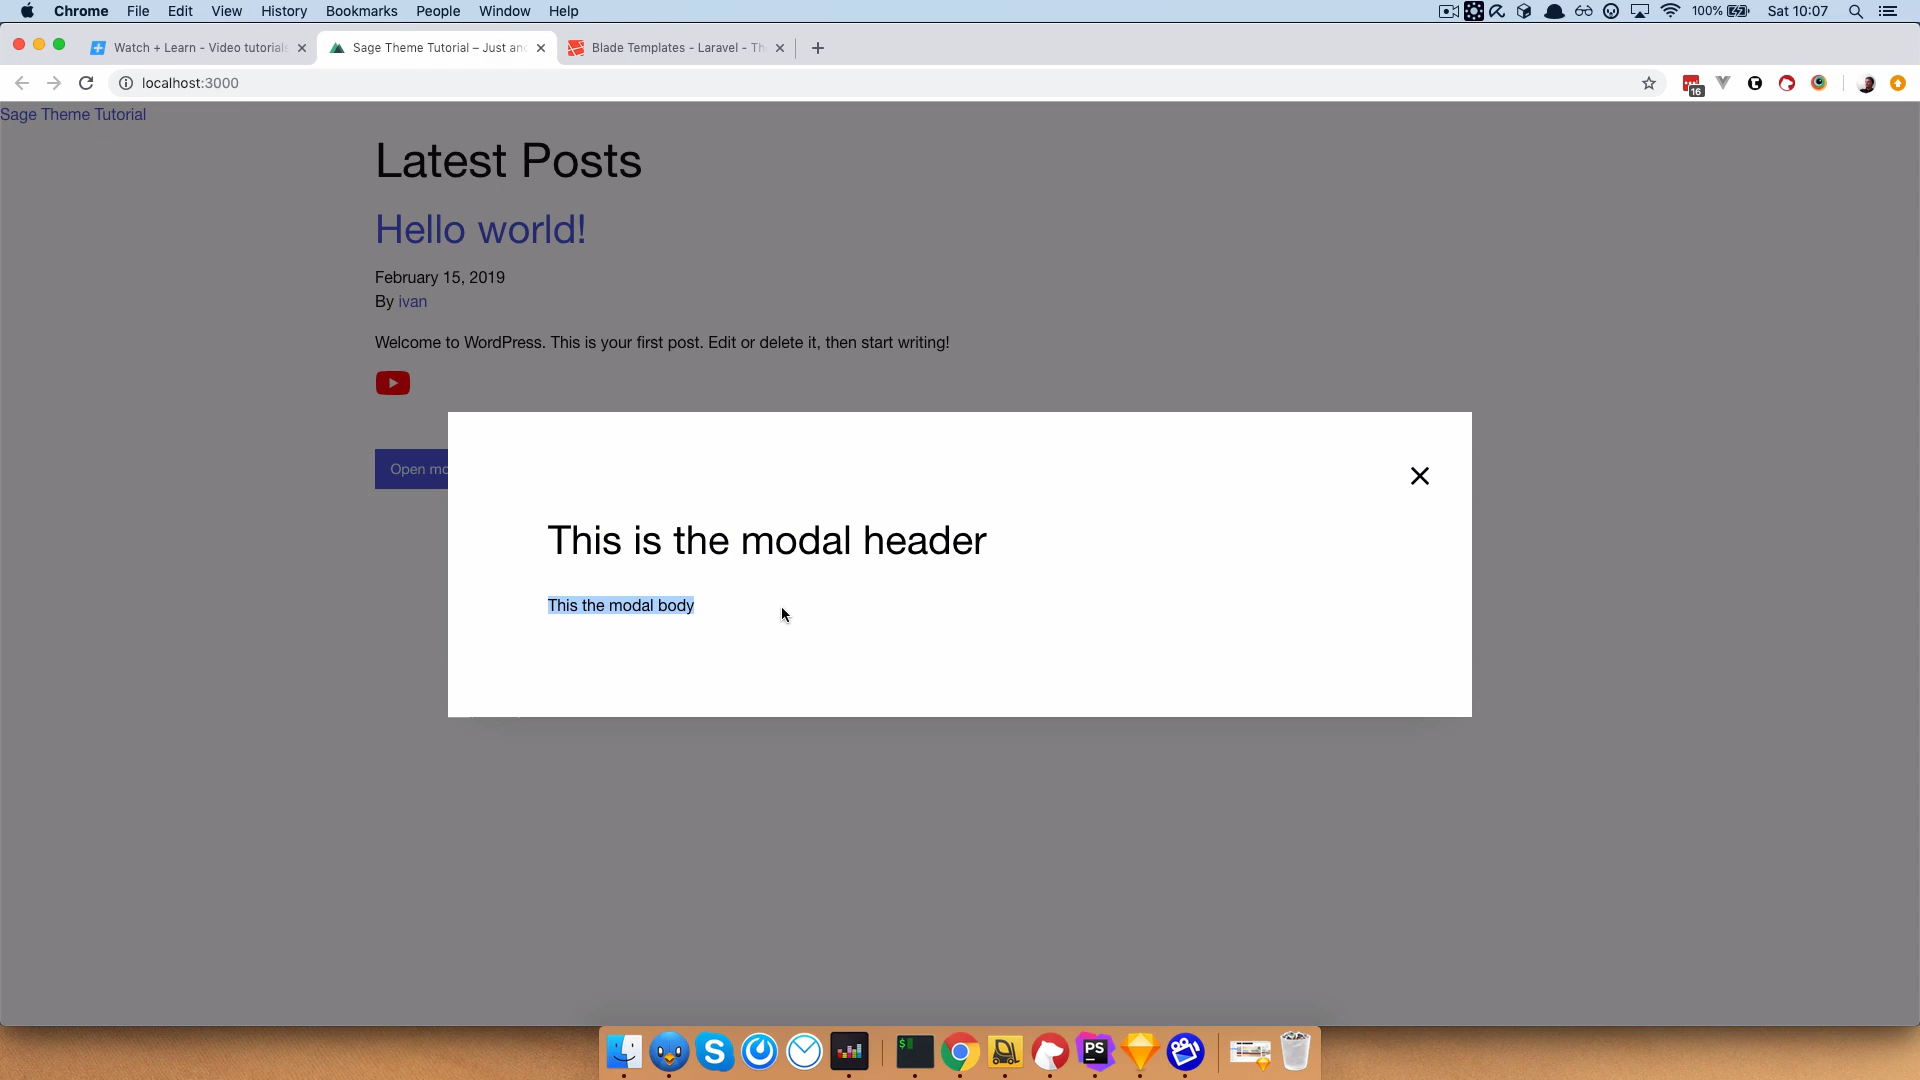 Chrome File Edit View History Bookmarks People Window Help
100% Sat 10:07
Watch + Learn - Video tutorials
Sage Theme Tutorial – Just an
Blade Templates - Laravel - Th
localhost:3000
16
Sage Theme Tutorial
Latest Posts
Hello world!
February 15, 2019
By ivan
Welcome to WordPress. This is your first post. Edit or delete it, then start writing!
Open mo
This is the modal header
This the modal body
$
PS